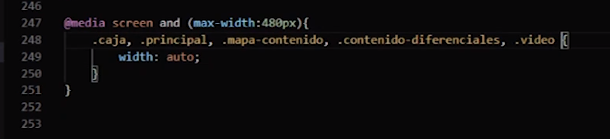 246
247 @media screen and (max-width:480px){
248 .caja, .principal, .mapa-contenido, .contenido-diferenciales, .video {
249 width: auto;
250 }
251 }
252
253